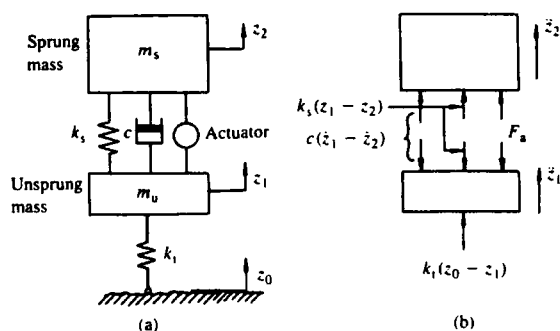 Sprung
mass
m_s
z_2
k_s
c
Actuator
Unsprung
mass
m_u
z_1
k_t
z_0
(a)
z̈_2
k_s(z_1 − z_2)
c(ż_1 − ż_2)
F_a
z̈_1
k_t(z_0 − z_1)
(b)